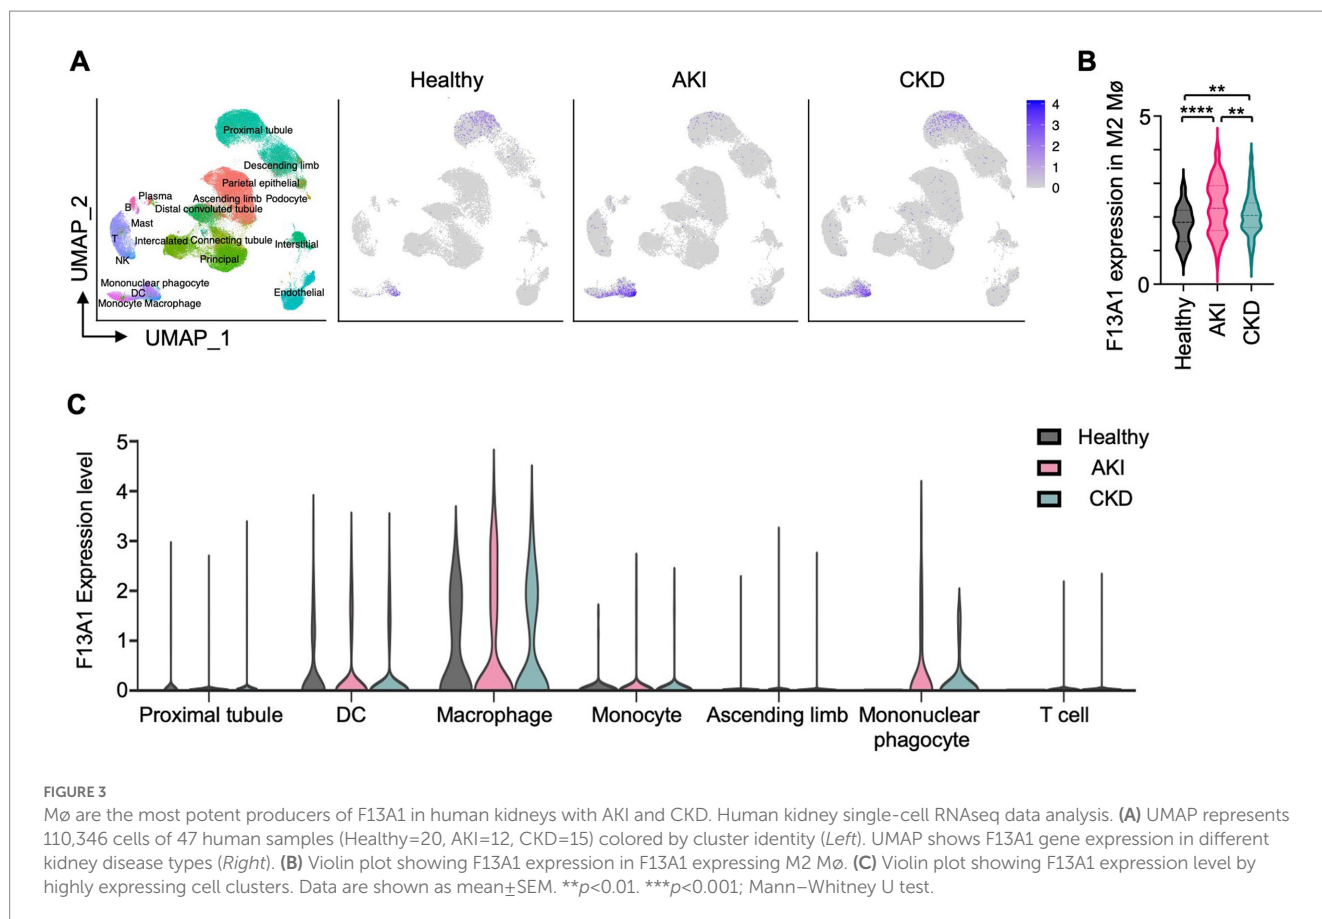 A
Healthy
AKI
CKD
B
Proximal tubule
Descending limb
Parietal epithelial
Ascending limb Podocyte
Plasma
B
Distal convoluted tubule
Mast
T
Intercalated Connecting tubule
Interstitial
NK
Principal
Mononuclear phagocyte
DC
Monocyte Macrophage
Endothelial
UMAP_2
UMAP_1
4
3
2
1
0
F13A1 expression in M2 Mø
5
0
**
**** **
Healthy
AKI
CKD
C
F13A1 Expression level
5
4
3
2
1
0
Healthy
AKI
CKD
Proximal tubule
DC
Macrophage
Monocyte
Ascending limb
Mononuclear
phagocyte
T cell
FIGURE 3
Mø are the most potent producers of F13A1 in human kidneys with AKI and CKD. Human kidney single-cell RNAseq data analysis. (A) UMAP represents
110,346 cells of 47 human samples (Healthy=20, AKI=12, CKD=15) colored by cluster identity (Left). UMAP shows F13A1 gene expression in different
kidney disease types (Right). (B) Violin plot showing F13A1 expression in F13A1 expressing M2 Mø. (C) Violin plot showing F13A1 expression level by
highly expressing cell clusters. Data are shown as mean±SEM. **p<0.01. ***p<0.001; Mann–Whitney U test.